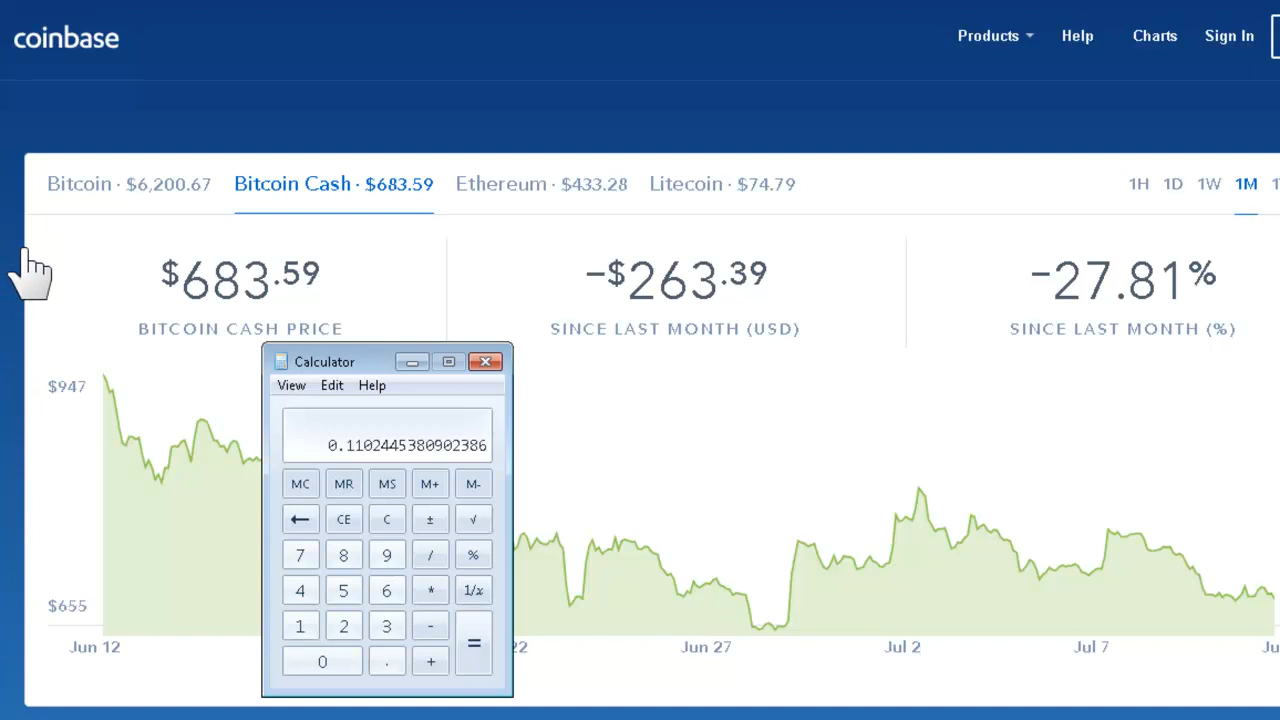 coinbase
Products Help Charts Sign In
Bitcoin · $6,200.67 Bitcoin Cash · $683.59 Ethereum · $433.28 Litecoin · $74.79
1H 1D 1W 1M
$683.59 −$263.39 −27.81%
BITCOIN CASH PRICE SINCE LAST MONTH (USD) SINCE LAST MONTH (%)
$947
$655
Jun 12 22 Jun 27 Jul 2 Jul 7
Calculator
View Edit Help
0.1102445380902386
MC MR MS M+ M-
← CE C ± √
7 8 9 / %
4 5 6 * 1/x
1 2 3 - =
0 . +